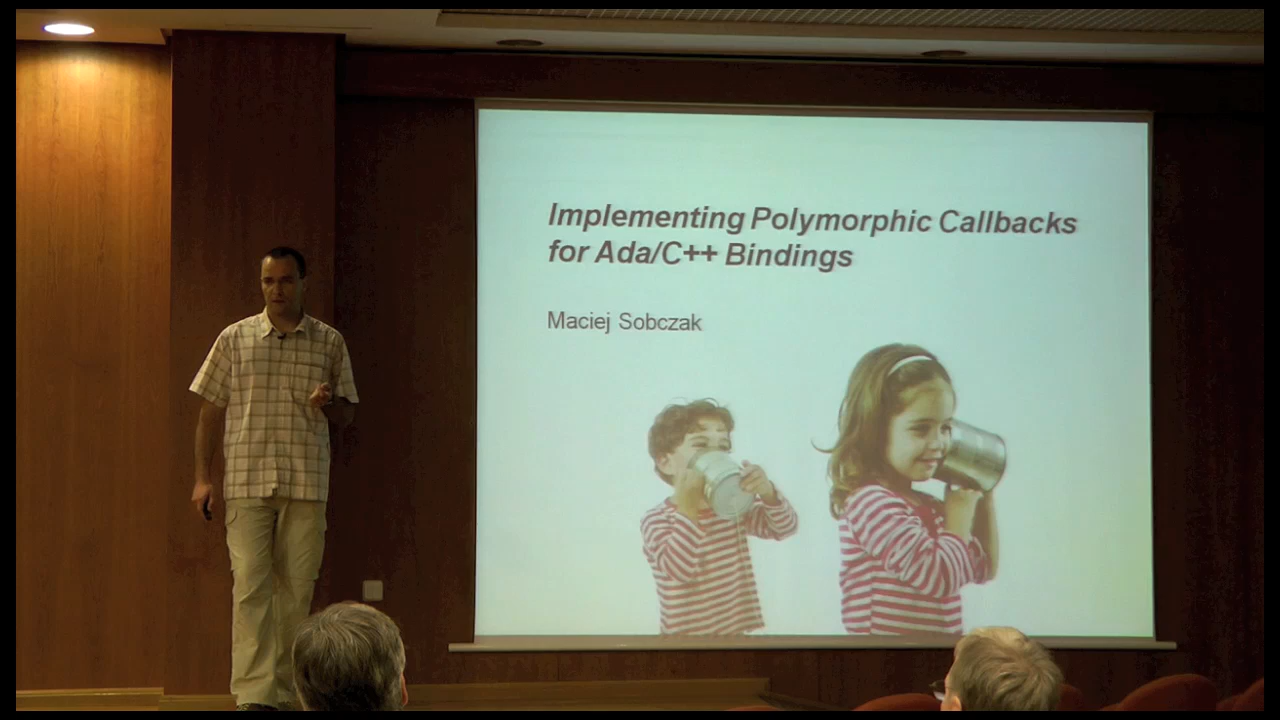 Implementing Polymorphic Callbacks
for Ada/C++ Bindings
Maciej Sobczak